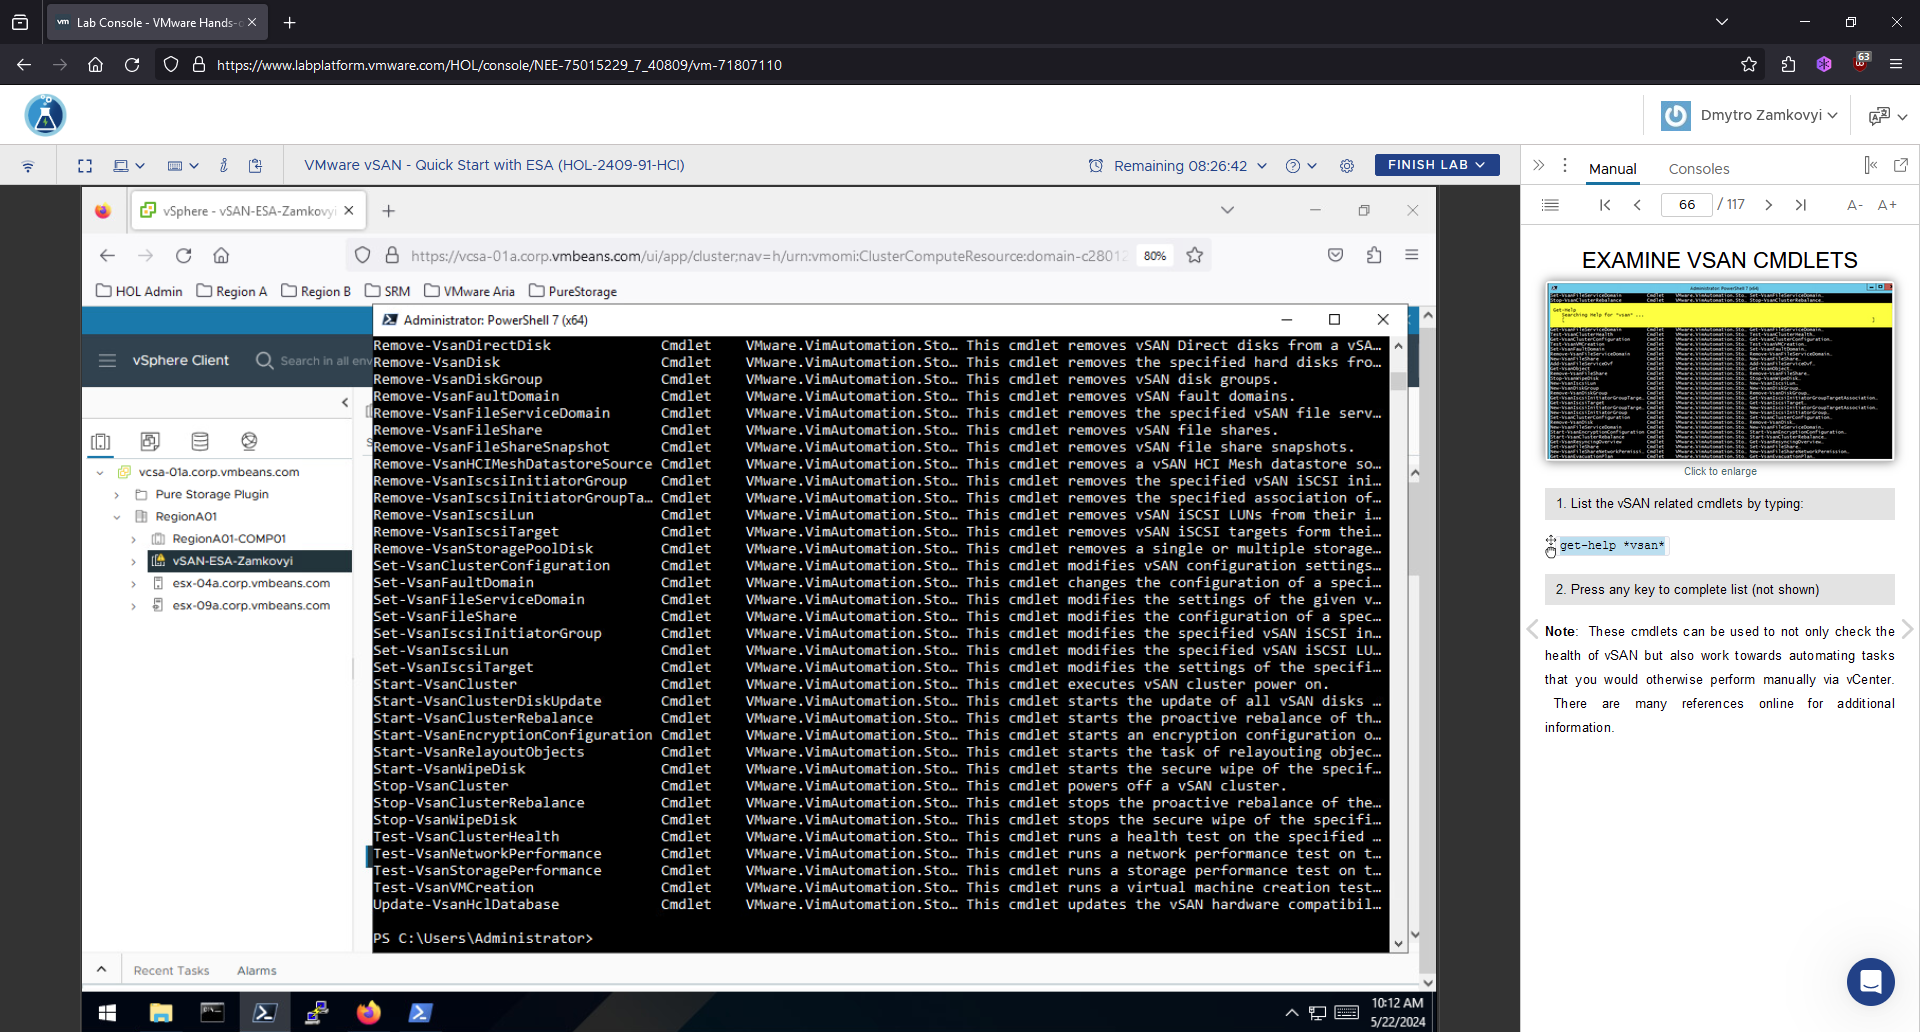 vm Lab Console - VMware Hands-o
https://www.labplatform.vmware.com/HOL/console/NEE-75015229_7_40809/vm-71807110
63
Dmytro Zamkovyi
VMware vSAN - Quick Start with ESA (HOL-2409-91-HCI)
Remaining 08:26:42
FINISH LAB
Manual
Consoles
66 / 117
A-
A+
vSphere - vSAN-ESA-Zamkovyi
https://vcsa-01a.corp.vmbeans.com/ui/app/cluster;nav=h/urn:vmomi:ClusterComputeResource:domain-c28012
80%
HOL Admin
Region A
Region B
SRM
VMware Aria
PureStorage
vSphere Client
Search in all env
vcsa-01a.corp.vmbeans.com
Pure Storage Plugin
RegionA01
RegionA01-COMP01
vSAN-ESA-Zamkovyi
esx-04a.corp.vmbeans.com
esx-09a.corp.vmbeans.com
Administrator: PowerShell 7 (x64)
Remove-VsanDirectDisk Cmdlet VMware.VimAutomation.Sto… This cmdlet removes vSAN Direct disks from a vSA…
Remove-VsanDisk Cmdlet VMware.VimAutomation.Sto… This cmdlet removes the specified hard disks fro…
Remove-VsanDiskGroup Cmdlet VMware.VimAutomation.Sto… This cmdlet removes vSAN disk groups.
Remove-VsanFaultDomain Cmdlet VMware.VimAutomation.Sto… This cmdlet removes vSAN fault domains.
Remove-VsanFileServiceDomain Cmdlet VMware.VimAutomation.Sto… This cmdlet removes the specified vSAN file serv…
Remove-VsanFileShare Cmdlet VMware.VimAutomation.Sto… This cmdlet removes vSAN file shares.
Remove-VsanFileShareSnapshot Cmdlet VMware.VimAutomation.Sto… This cmdlet removes vSAN file share snapshots.
Remove-VsanHCIMeshDatastoreSource Cmdlet VMware.VimAutomation.Sto… This cmdlet removes a vSAN HCI Mesh datastore so…
Remove-VsanIscsiInitiatorGroup Cmdlet VMware.VimAutomation.Sto… This cmdlet removes the specified vSAN iSCSI ini…
Remove-VsanIscsiInitiatorGroupTa… Cmdlet VMware.VimAutomation.Sto… This cmdlet removes the specified association of…
Remove-VsanIscsiLun Cmdlet VMware.VimAutomation.Sto… This cmdlet removes vSAN iSCSI LUNs from their i…
Remove-VsanIscsiTarget Cmdlet VMware.VimAutomation.Sto… This cmdlet removes vSAN iSCSI targets form thei…
Remove-VsanStoragePoolDisk Cmdlet VMware.VimAutomation.Sto… This cmdlet removes a single or multiple storage…
Set-VsanClusterConfiguration Cmdlet VMware.VimAutomation.Sto… This cmdlet modifies vSAN configuration settings…
Set-VsanFaultDomain Cmdlet VMware.VimAutomation.Sto… This cmdlet changes the configuration of a speci…
Set-VsanFileServiceDomain Cmdlet VMware.VimAutomation.Sto… This cmdlet modifies the settings of the given v…
Set-VsanFileShare Cmdlet VMware.VimAutomation.Sto… This cmdlet modifies the configuration of a spec…
Set-VsanIscsiInitiatorGroup Cmdlet VMware.VimAutomation.Sto… This cmdlet modifies the specified vSAN iSCSI in…
Set-VsanIscsiLun Cmdlet VMware.VimAutomation.Sto… This cmdlet modifies the specified vSAN iSCSI LU…
Set-VsanIscsiTarget Cmdlet VMware.VimAutomation.Sto… This cmdlet modifies the settings of the specifi…
Start-VsanCluster Cmdlet VMware.VimAutomation.Sto… This cmdlet executes vSAN cluster power on.
Start-VsanClusterDiskUpdate Cmdlet VMware.VimAutomation.Sto… This cmdlet starts the update of all vSAN disks …
Start-VsanClusterRebalance Cmdlet VMware.VimAutomation.Sto… This cmdlet starts the proactive rebalance of th…
Start-VsanEncryptionConfiguration Cmdlet VMware.VimAutomation.Sto… This cmdlet starts an encryption configuration o…
Start-VsanRelayoutObjects Cmdlet VMware.VimAutomation.Sto… This cmdlet starts the task of relayouting objec…
Start-VsanWipeDisk Cmdlet VMware.VimAutomation.Sto… This cmdlet starts the secure wipe of the specif…
Stop-VsanCluster Cmdlet VMware.VimAutomation.Sto… This cmdlet powers off a vSAN cluster.
Stop-VsanClusterRebalance Cmdlet VMware.VimAutomation.Sto… This cmdlet stops the proactive rebalance of the…
Stop-VsanWipeDisk Cmdlet VMware.VimAutomation.Sto… This cmdlet stops the secure wipe of the specifi…
Test-VsanClusterHealth Cmdlet VMware.VimAutomation.Sto… This cmdlet runs a health test on the specified …
Test-VsanNetworkPerformance Cmdlet VMware.VimAutomation.Sto… This cmdlet runs a network performance test on t…
Test-VsanStoragePerformance Cmdlet VMware.VimAutomation.Sto… This cmdlet runs a storage performance test on t…
Test-VsanVMCreation Cmdlet VMware.VimAutomation.Sto… This cmdlet runs a virtual machine creation test…
Update-VsanHclDatabase Cmdlet VMware.VimAutomation.Sto… This cmdlet updates the vSAN hardware compatibil…
PS C:\Users\Administrator>
Recent Tasks
Alarms
10:12 AM
5/22/2024
EXAMINE VSAN CMDLETS
Click to enlarge
1. List the vSAN related cmdlets by typing:
get-help *vsan*
2. Press any key to complete list (not shown)
Note: These cmdlets can be used to not only check the
health of vSAN but also work towards automating tasks
that you would otherwise perform manually via vCenter.
There are many references online for additional
information.